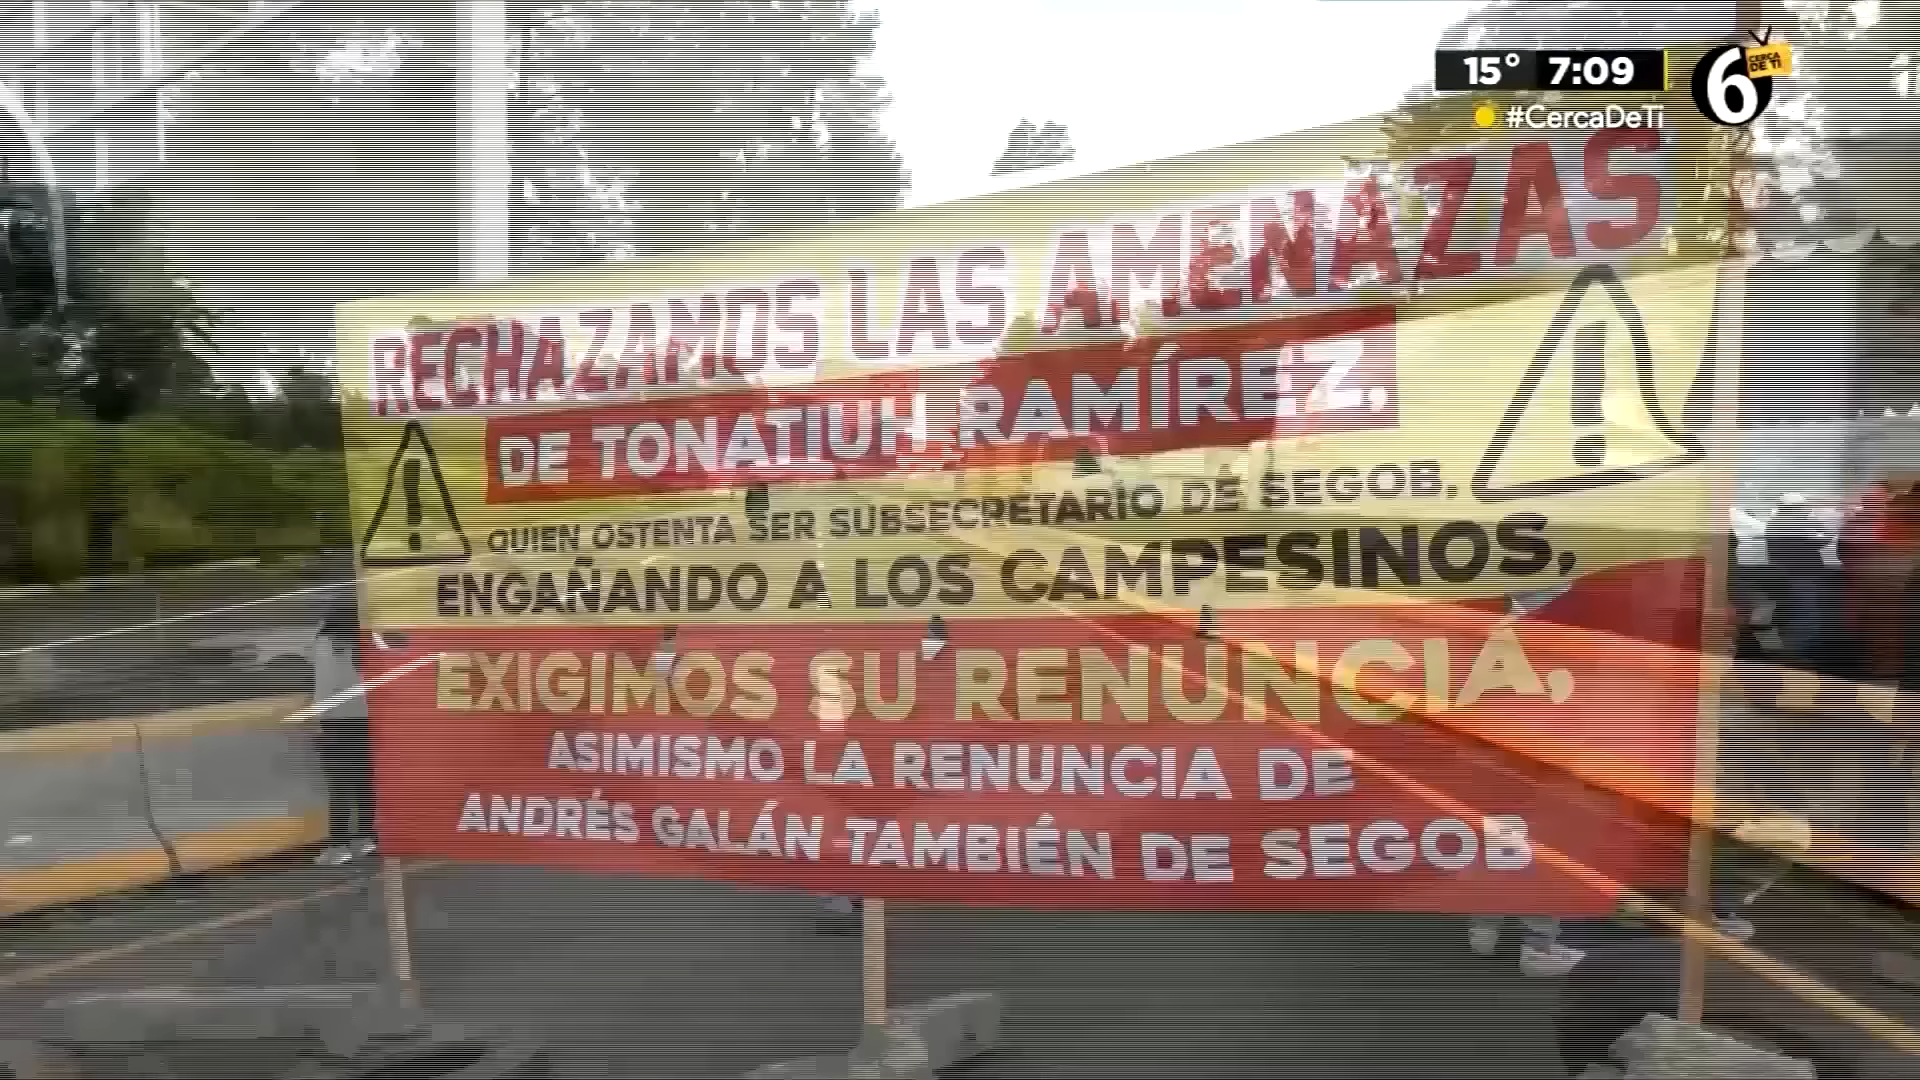 15° 7:09
6 CERCA DE TI
#CercaDeTi
RECHAZAMOS LAS AMENAZAS
DE TONATIUH RAMÍREZ.
QUIEN OSTENTA SER SUBSECRETARIO DE SEGOB,
ENGAÑANDO A LOS CAMPESINOS,
EXIGIMOS SU RENUNCIA,
ASIMISMO LA RENUNCIA DE
ANDRÉS GALÁN TAMBIÉN DE SEGOB